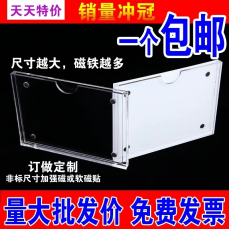 天天特价
销量冲冠
一个包邮
尺寸越大，磁铁越多
订做定制
非标尺寸加强磁或软磁贴
量大批发价 免费发票